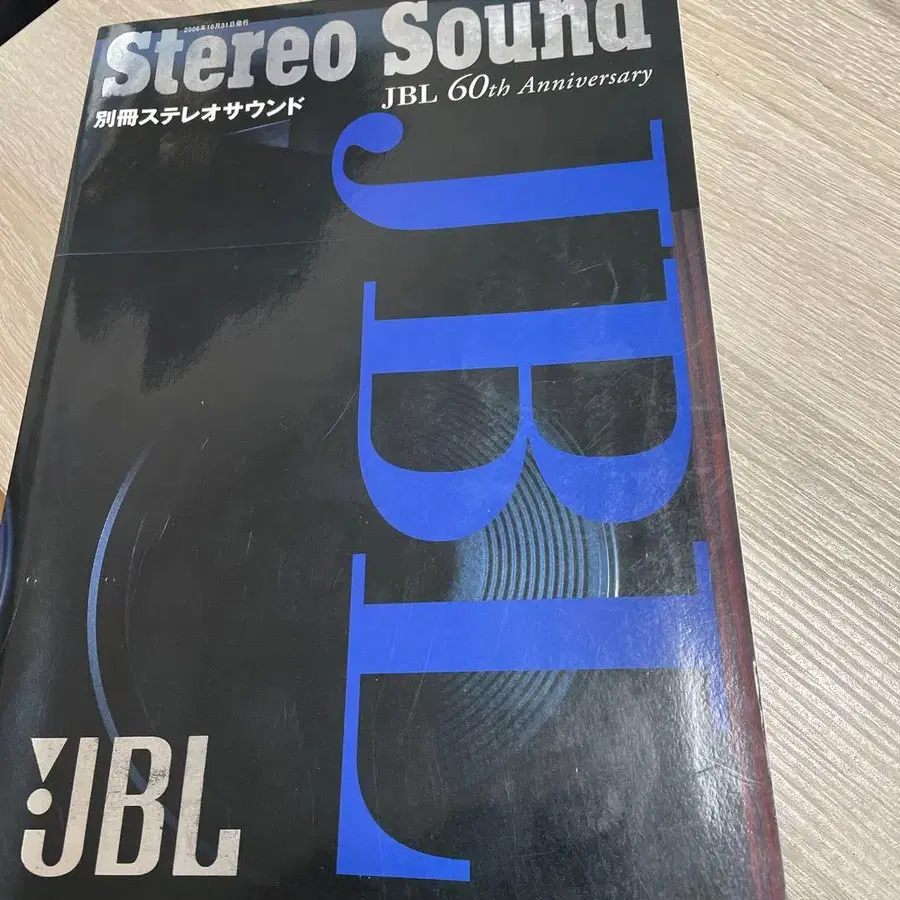 2006年10月31日発行
Stereo Sound
別冊ステレオサウンド
JBL 60th Anniversary
JBL
JBL